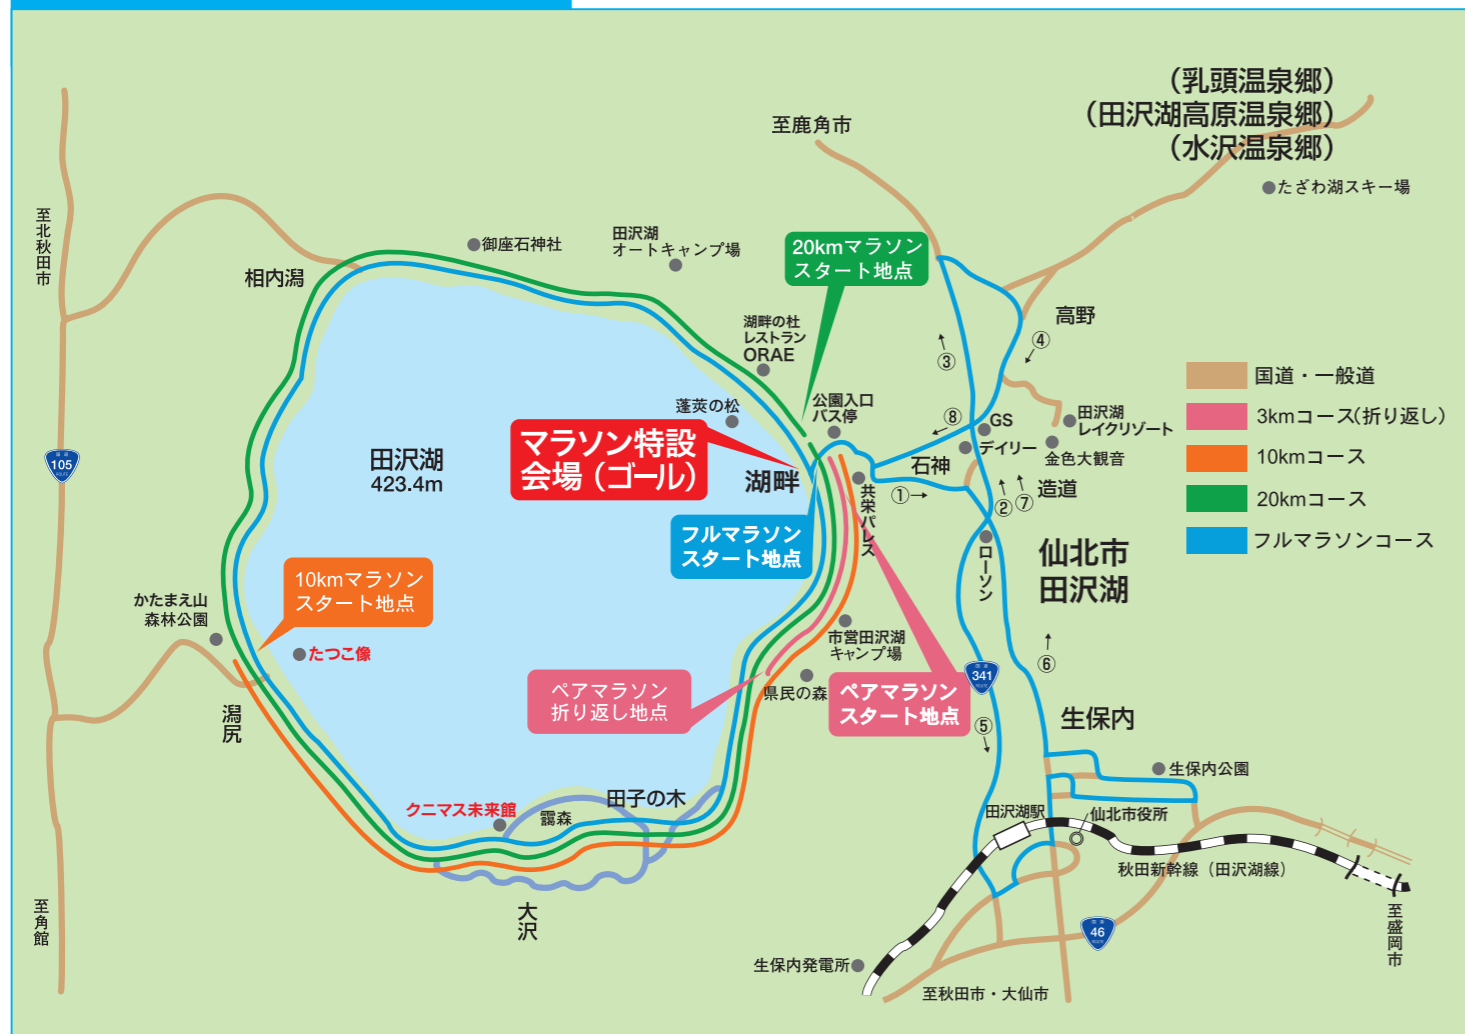 (乳頭温泉郷)
(田沢湖高原温泉郷)
(水沢温泉郷)
たざわ湖スキー場
至鹿角市
至北秋田市
御座石神社
田沢湖
オートキャンプ場
20kmマラソン
スタート地点
相内潟
湖畔の杜
レストラン
ORAE
高野
④
③
国道・一般道
3kmコース(折り返し)
10kmコース
20kmコース
フルマラソンコース
蓬莢の松
公園入口
バス停
⑧
GS
デイリー
田沢湖
レイクリゾート
金色大観音
マラソン特設
会場(ゴール)
田沢湖
423.4m
湖畔
石神
①→
共栄パレス
②
⑦
造道
105
ROUTE
フルマラソン
スタート地点
ローソン
仙北市
田沢湖
10kmマラソン
スタート地点
かたまえ山
森林公園
たつこ像
市営田沢湖
キャンプ場
県民の森
ペアマラソン
折り返し地点
ペアマラソン
スタート地点
341
ROUTE
⑥
⑤
潟尻
生保内
生保内公園
田沢湖駅
仙北市役所
クニマス未来館
靄森
田子の木
秋田新幹線(田沢湖線)
大沢
至角館
46
ROUTE
至盛岡市
生保内発電所
至秋田市・大仙市